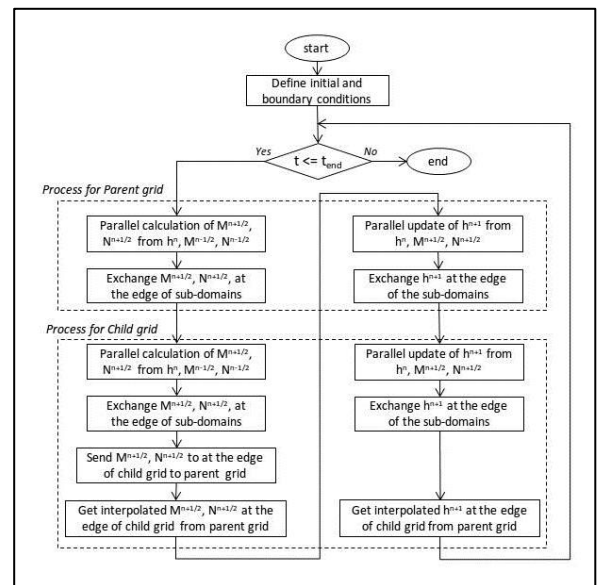 start
Define initial and
boundary conditions
Yes
t <= tend
No
end
Process for Parent grid
Parallel calculation of Mⁿ⁺¹/²,
Nⁿ⁺¹/² from hⁿ, Mⁿ⁻¹/², Nⁿ⁻¹/²
Exchange Mⁿ⁺¹/², Nⁿ⁺¹/², at
the edge of sub-domains
Parallel update of hⁿ⁺¹ from
hⁿ, Mⁿ⁺¹/², Nⁿ⁺¹/²
Exchange hⁿ⁺¹ at the edge
of the sub-domains
Process for Child grid
Parallel calculation of Mⁿ⁺¹/²,
Nⁿ⁺¹/² from hⁿ, Mⁿ⁻¹/², Nⁿ⁻¹/²
Exchange Mⁿ⁺¹/², Nⁿ⁺¹/², at
the edge of sub-domains
Send Mⁿ⁺¹/², Nⁿ⁺¹/² to at the edge
of child grid to parent grid
Get interpolated Mⁿ⁺¹/², Nⁿ⁺¹/² at the
edge of child grid from parent grid
Parallel update of hⁿ⁺¹ from
hⁿ, Mⁿ⁺¹/², Nⁿ⁺¹/²
Exchange hⁿ⁺¹ at the edge
of the sub-domains
Get interpolated hⁿ⁺¹ at the edge
of child grid from parent grid